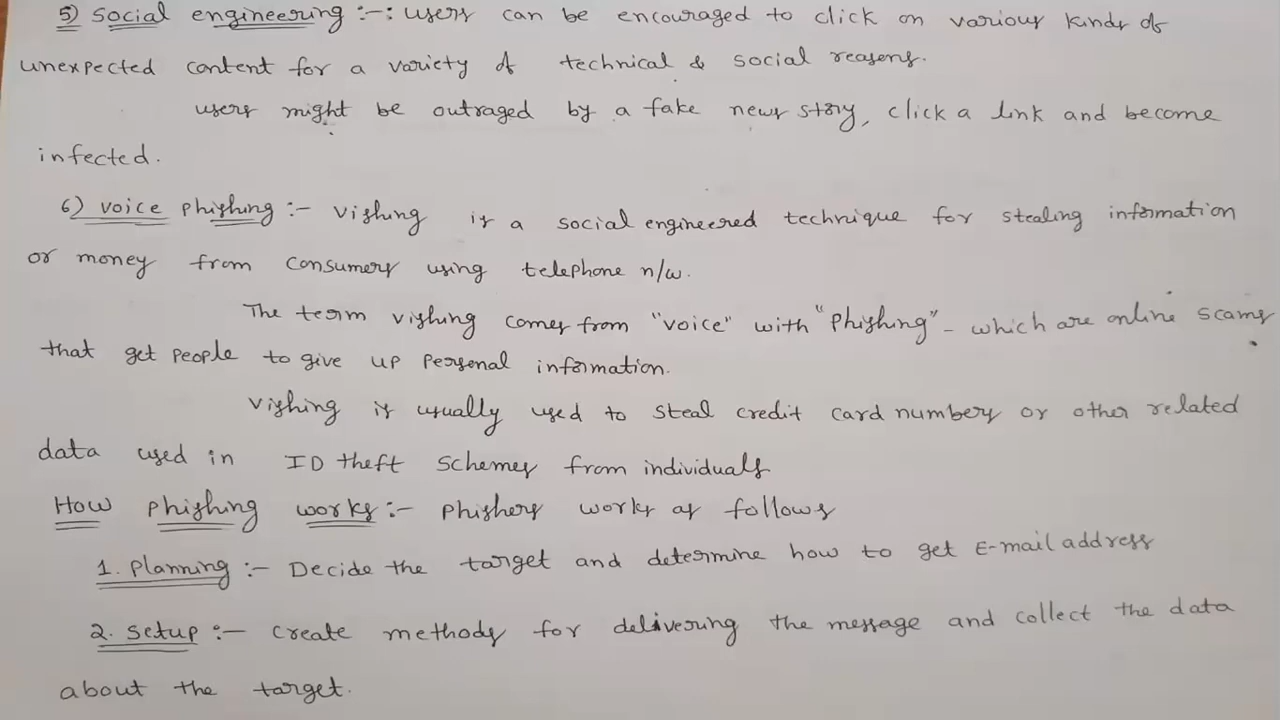 5) Social engineering :-: users can be encouraged to click on various kinds of
unexpected content for a variety of technical & social reasons.
users might be outraged by a fake news story, click a link and become
infected.
6) voice phishing :- vishing is a social engineered technique for stealing information
or money from consumers using telephone n/w.
The term vishing comes from "voice" with "phishing" - which are online scams
that get people to give up personal information.
Vishing is usually used to steal credit card numbers or other related
data used in ID theft schemes from individuals
How phishing works :- phishers works as follows
1. Planning :- Decide the target and determine how to get E-mail address
2. Setup :- create methods for delivering the message and collect the data
about the target.